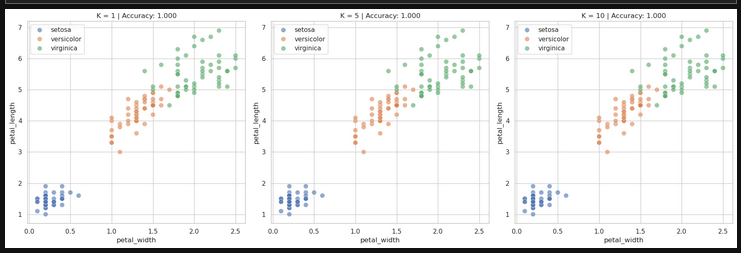 K = 1 | Accuracy: 1.000
setosa
versicolor
virginica
petal_length
7
6
5
4
3
2
1
0.0 0.5 1.0 1.5 2.0 2.5
petal_width
K = 5 | Accuracy: 1.000
setosa
versicolor
virginica
petal_length
7
6
5
4
3
2
1
0.0 0.5 1.0 1.5 2.0 2.5
petal_width
K = 10 | Accuracy: 1.000
setosa
versicolor
virginica
petal_length
7
6
5
4
3
2
1
0.0 0.5 1.0 1.5 2.0 2.5
petal_width